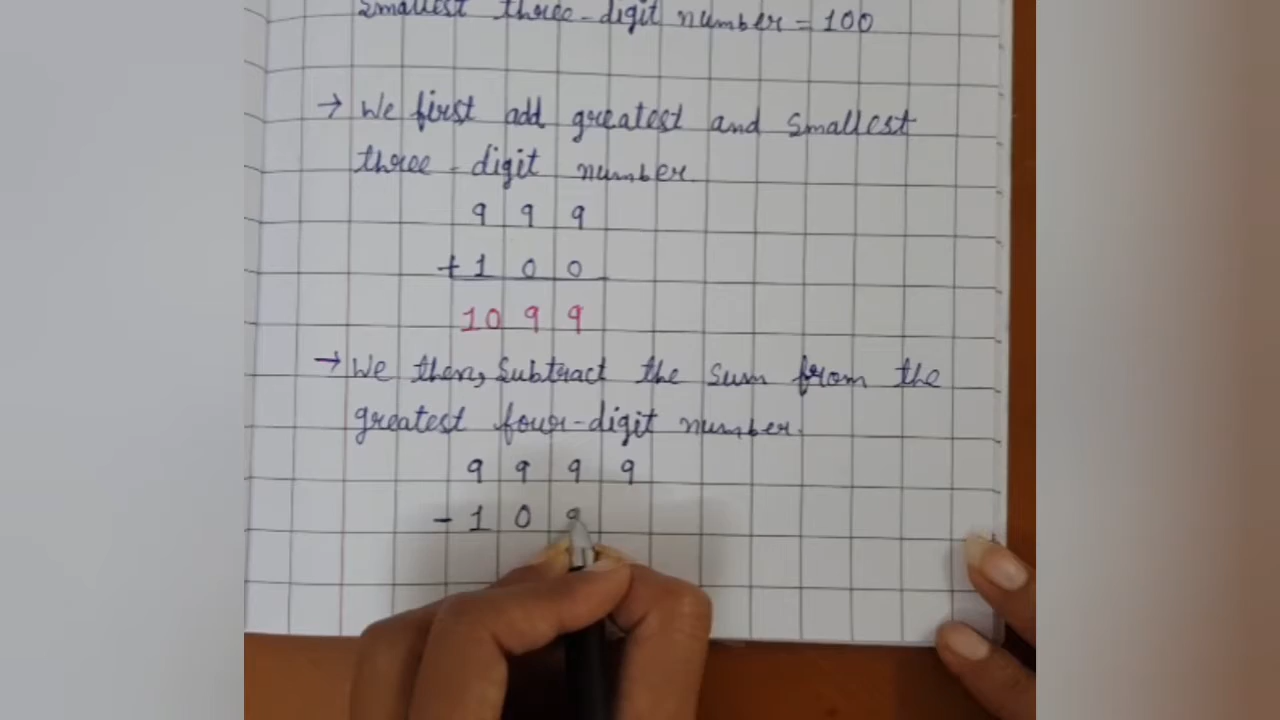 Smallest three-digit number = 100
→ We first add greatest and smallest
three-digit number
9 9 9
+ 1 0 0
10 9 9
→ We then, subtract the sum from the
greatest four-digit number.
9 9 9 9
- 1 0 9